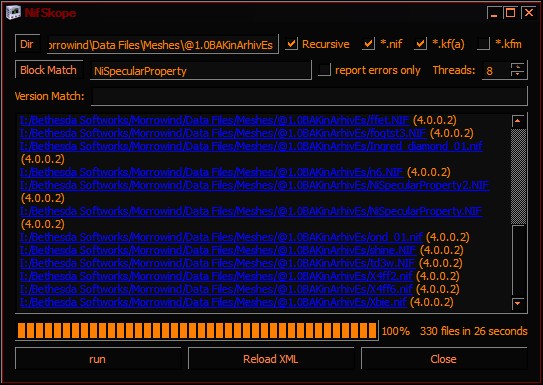 NifSkope
Dir orrowind\Data Files\Meshes\@1.0BAKinArhivEs Recursive *.nif *.kf(a) *.kfm
Block Match NiSpecularProperty report errors only Threads: 8
Version Match:
I:/Bethesda Softworks/Morrowind/Data Files/Meshes/@1.0BAKinArhivEs/ffet.NIF (4.0.0.2)
I:/Bethesda Softworks/Morrowind/Data Files/Meshes/@1.0BAKinArhivEs/fogtst3.NIF (4.0.0.2)
I:/Bethesda Softworks/Morrowind/Data Files/Meshes/@1.0BAKinArhivEs/Ingred_diamond_01.nif
(4.0.0.2)
I:/Bethesda Softworks/Morrowind/Data Files/Meshes/@1.0BAKinArhivEs/n6.NIF (4.0.0.2)
I:/Bethesda Softworks/Morrowind/Data Files/Meshes/@1.0BAKinArhivEs/NiSpecularProperty2.NIF
(4.0.0.2)
I:/Bethesda Softworks/Morrowind/Data Files/Meshes/@1.0BAKinArhivEs/NiSpecularProperty.NIF
(4.0.0.2)
I:/Bethesda Softworks/Morrowind/Data Files/Meshes/@1.0BAKinArhivEs/ond_01.nif (4.0.0.2)
I:/Bethesda Softworks/Morrowind/Data Files/Meshes/@1.0BAKinArhivEs/shine.NIF (4.0.0.2)
I:/Bethesda Softworks/Morrowind/Data Files/Meshes/@1.0BAKinArhivEs/td3w.NIF (4.0.0.2)
I:/Bethesda Softworks/Morrowind/Data Files/Meshes/@1.0BAKinArhivEs/X4ff2.nif (4.0.0.2)
I:/Bethesda Softworks/Morrowind/Data Files/Meshes/@1.0BAKinArhivEs/X4ff6.nif (4.0.0.2)
I:/Bethesda Softworks/Morrowind/Data Files/Meshes/@1.0BAKinArhivEs/Xbie.nif (4.0.0.2)
100% 330 files in 26 seconds
run Reload XML Close